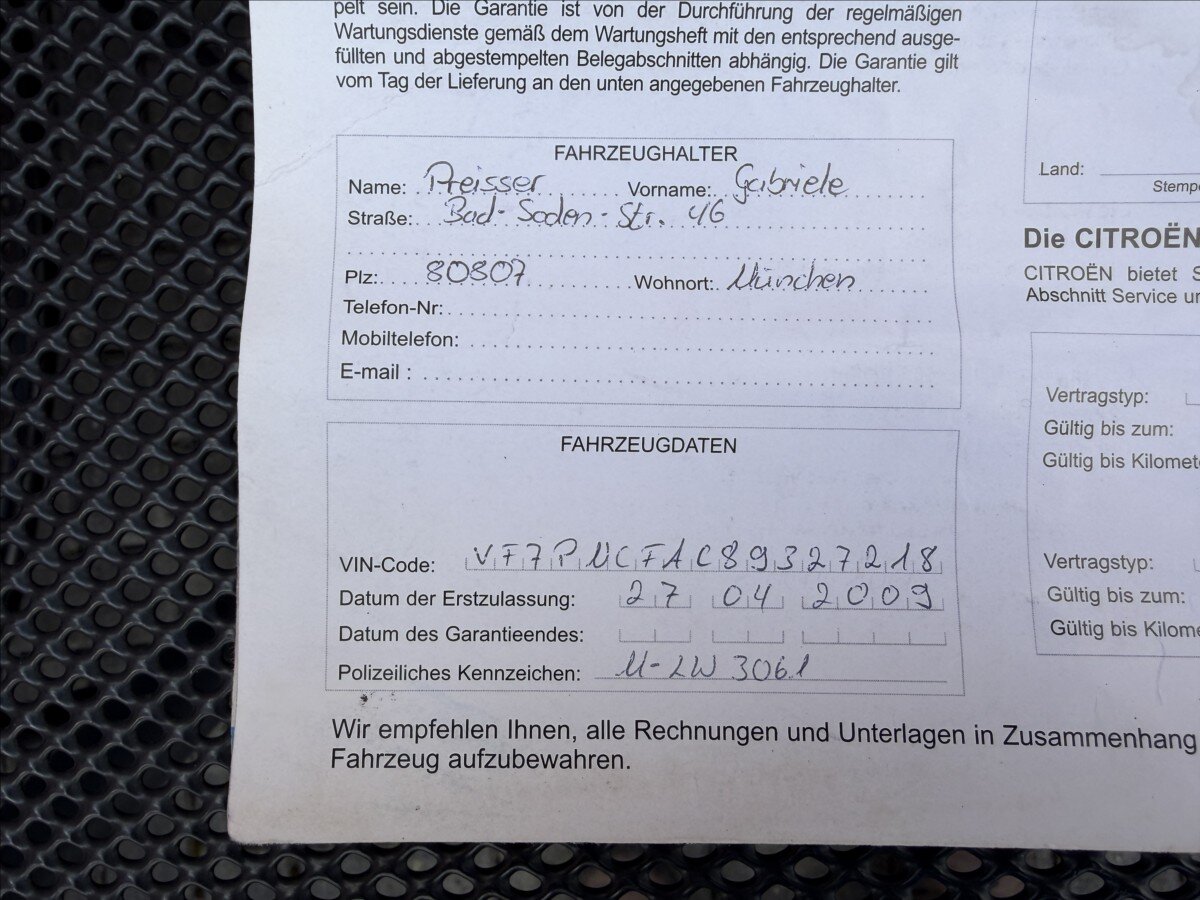 pelt sein. Die Garantie ist von der Durchführung der regelmäßigen
Wartungsdienste gemäß dem Wartungsheft mit den entsprechend ausge-
füllten und abgestempelten Belegabschnitten abhängig. Die Garantie gilt
vom Tag der Lieferung an den unten angegebenen Fahrzeughalter.
FAHRZEUGHALTER
Name: Preisser Vorname: Gabriele
Straße: Bad-Soden-Str. 46
Plz: 80807 Wohnort: München
Telefon-Nr:
Mobiltelefon:
E-mail :
FAHRZEUGDATEN
VIN-Code: VF7PNCFAC89327218
Datum der Erstzulassung: 27 04 2009
Datum des Garantieendes:
Polizeiliches Kennzeichen: M-LW 3061
Wir empfehlen Ihnen, alle Rechnungen und Unterlagen in Zusammenhang
Fahrzeug aufzubewahren.
Land:
Stempe
Die CITROËN
CITROËN bietet S
Abschnitt Service un
Vertragstyp:
Gültig bis zum:
Gültig bis Kilomete
Vertragstyp:
Gültig bis zum:
Gültig bis Kilome